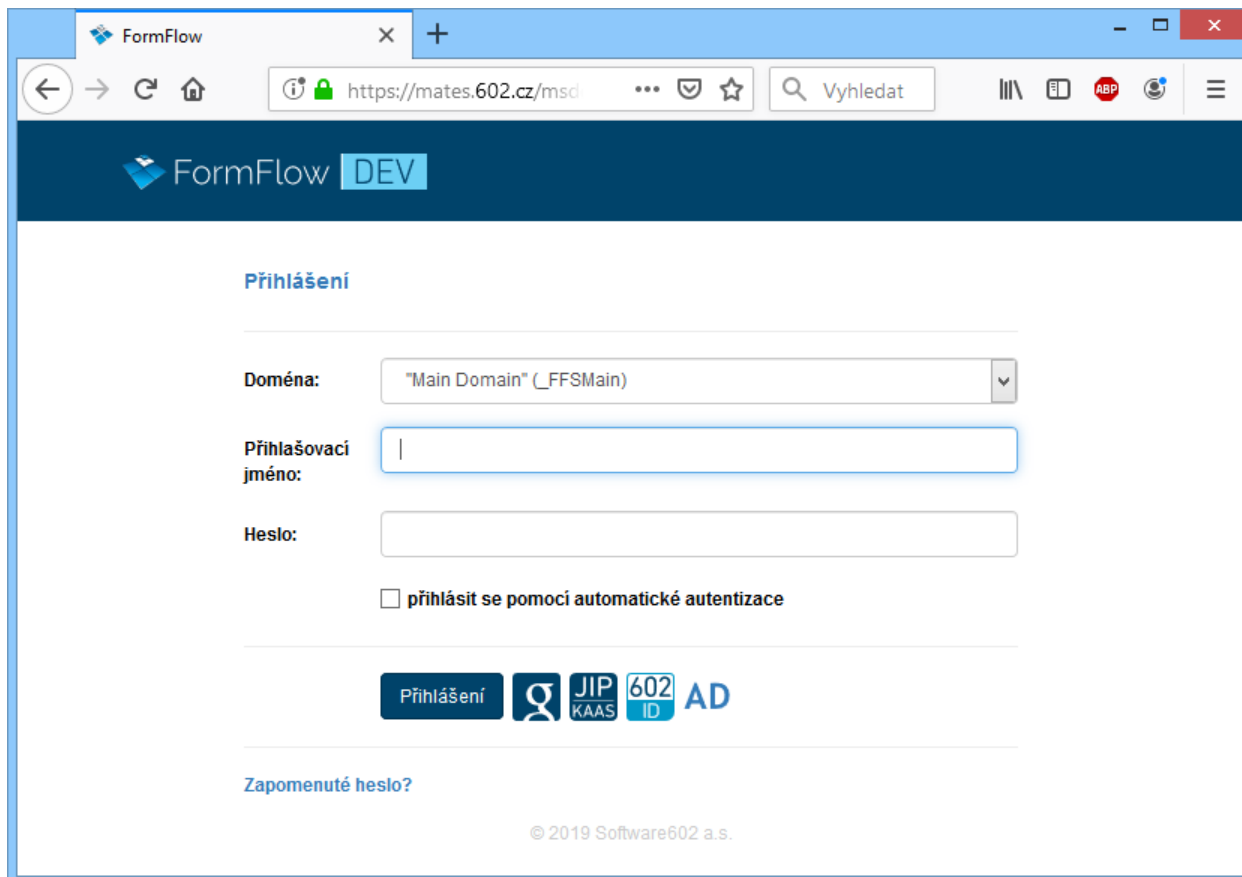 FormFlow
https://mates.602.cz/msd
Vyhledat
ABP
FormFlow DEV
Přihlášení
Doména:
"Main Domain" (_FFSMain)
Přihlašovací
jméno:
Heslo:
přihlásit se pomocí automatické autentizace
Přihlášení
g
JIP
KAAS
602
ID
AD
Zapomenuté heslo?
© 2019 Software602 a.s.